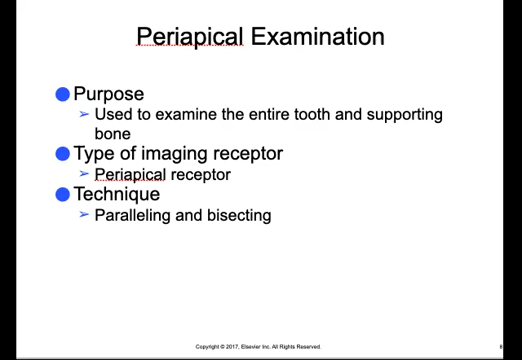 Periapical Examination
Purpose
Used to examine the entire tooth and supporting
bone
Type of imaging receptor
Periapical receptor
Technique
Paralleling and bisecting
Copyright © 2017, Elsevier Inc. All Rights Reserved.